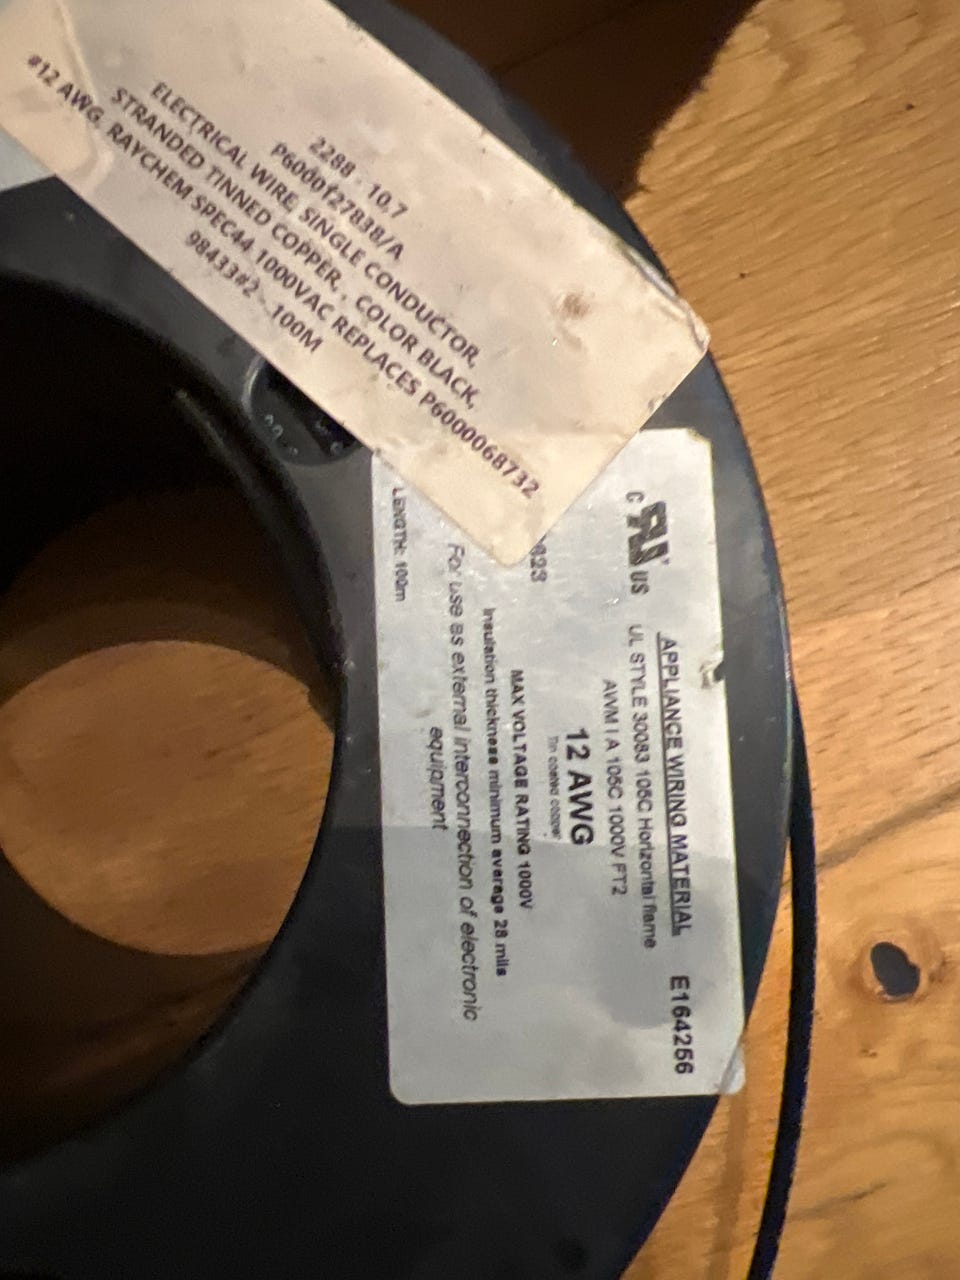 2288 - 10.7
P6000127838/A
ELECTRICAL WIRE, SINGLE CONDUCTOR,
STRANDED TINNED COPPER, , COLOR BLACK,
#12 AWG, RAYCHEM SPEC44 1000VAC REPLACES P6000068732
98433#2 - 100M
APPLIANCE WIRING MATERIAL E164256
C US UL STYLE 30083 105C Horizontal flame
AWM I A 105C 1000V FT2
12 AWG
Tin coated copper
623
MAX VOLTAGE RATING 1000V
Insulation thickness minimum average 28 mils
For use as external interconnection of electronic
equipment
LENGTH: 100m